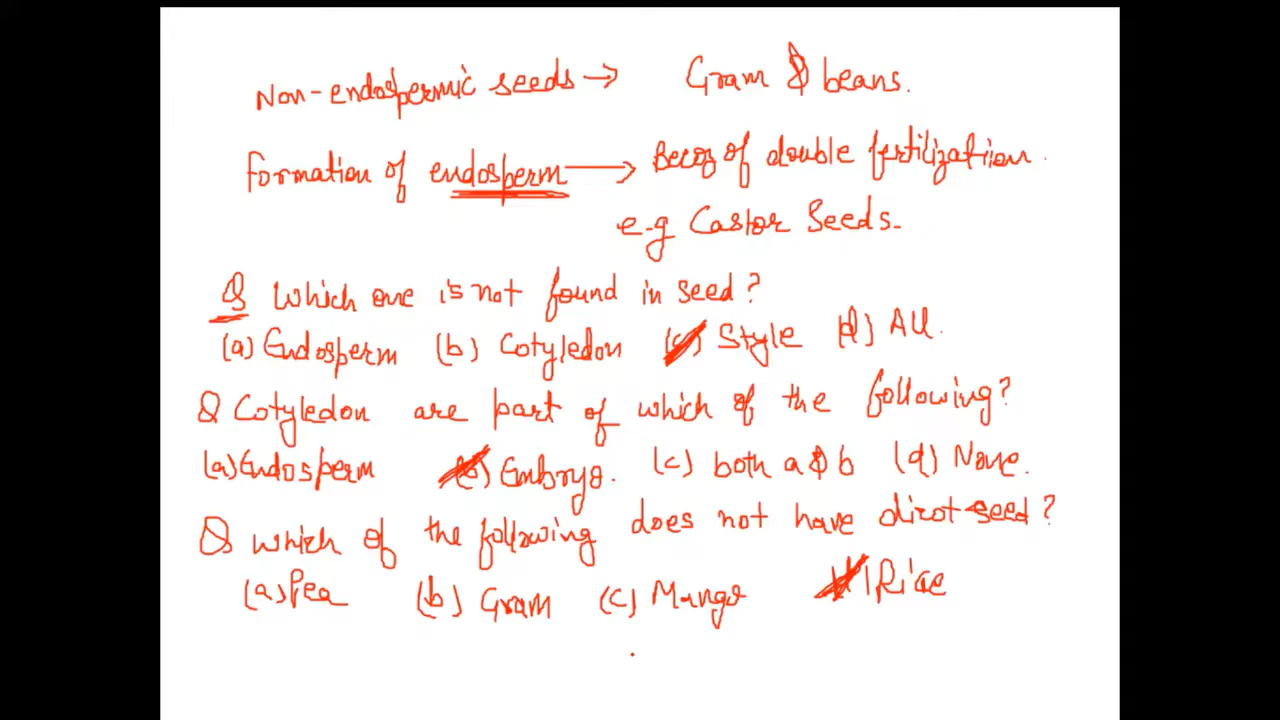 Non-endospermic seeds → Gram & beans.
Formation of endosperm → Becoz of double fertilization.
e.g Castor Seeds.
Q Which one is not found in seed?
(a) Endosperm (b) Cotyledon (c) Style (d) All.
Q Cotyledon are part of which of the following?
(a) Endosperm (b) Embryo. (c) both a & b (d) None.
Q which of the following does not have dicot seed?
(a) Pea (b) Gram (c) Mango (d) Rice